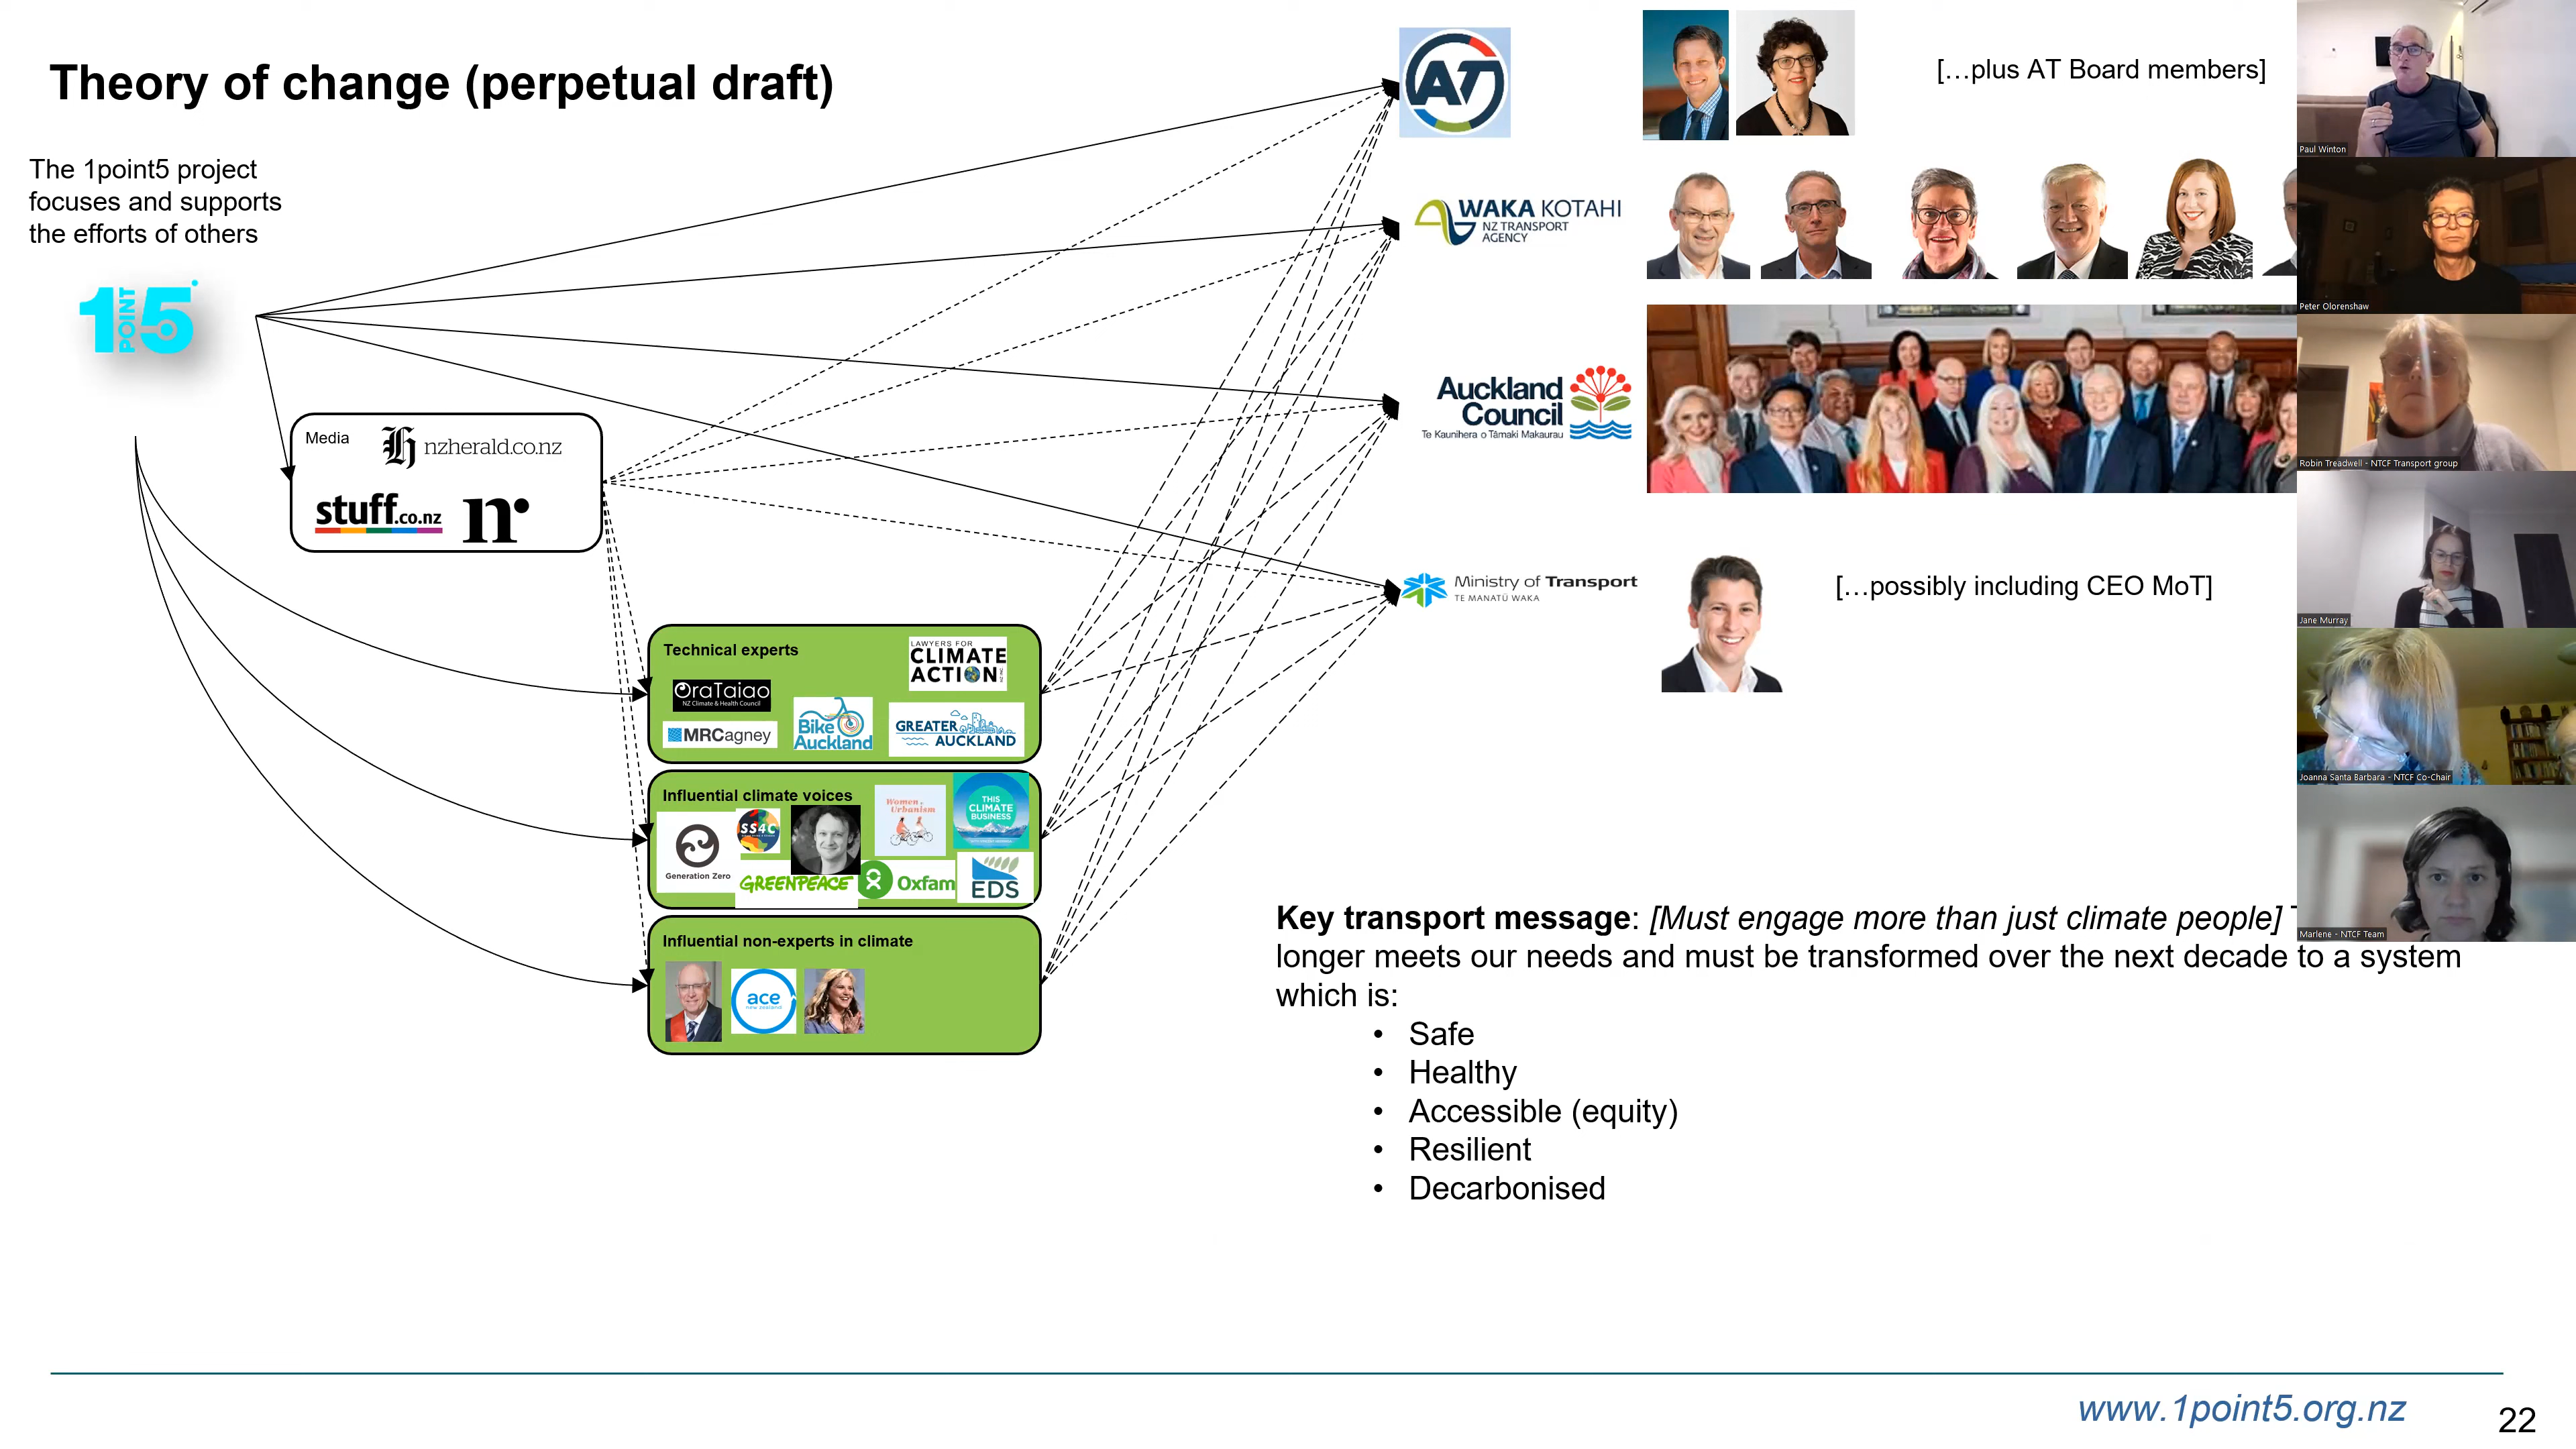 Theory of change (perpetual draft)
The 1point5 project
focuses and supports
the efforts of others
1 POINT 5°
Media
nzherald.co.nz
stuff.co.nz
n
Technical experts
LAWYERS FOR
CLIMATE
ACTION
OraTaiao
NZ Climate & Health Council
MRCagney
Bike
Auckland
GREATER
AUCKLAND
Influential climate voices
Generation Zero
SS4C
GREENPEACE
Women.
Urbanism
THIS
CLIMATE
BUSINESS
Oxfam
EDS
Influential non-experts in climate
ace
new zealand
AT
[…plus AT Board members]
WAKA KOTAHI
NZ TRANSPORT
AGENCY
Auckland
Council
Te Kaunihera o Tāmaki Makaurau
Ministry of Transport
TE MANATŪ WAKA
[…possibly including CEO MoT]
Key transport message: [Must engage more than just climate people]
longer meets our needs and must be transformed over the next decade to a system
which is:
• Safe
• Healthy
• Accessible (equity)
• Resilient
• Decarbonised
Paul Winton
Peter Olorenshaw
Robin Treadwell - NTCF Transport group
Jane Murray
Joanna Santa Barbara - NTCF Co-Chair
Marlene - NTCF Team
www.1point5.org.nz
22